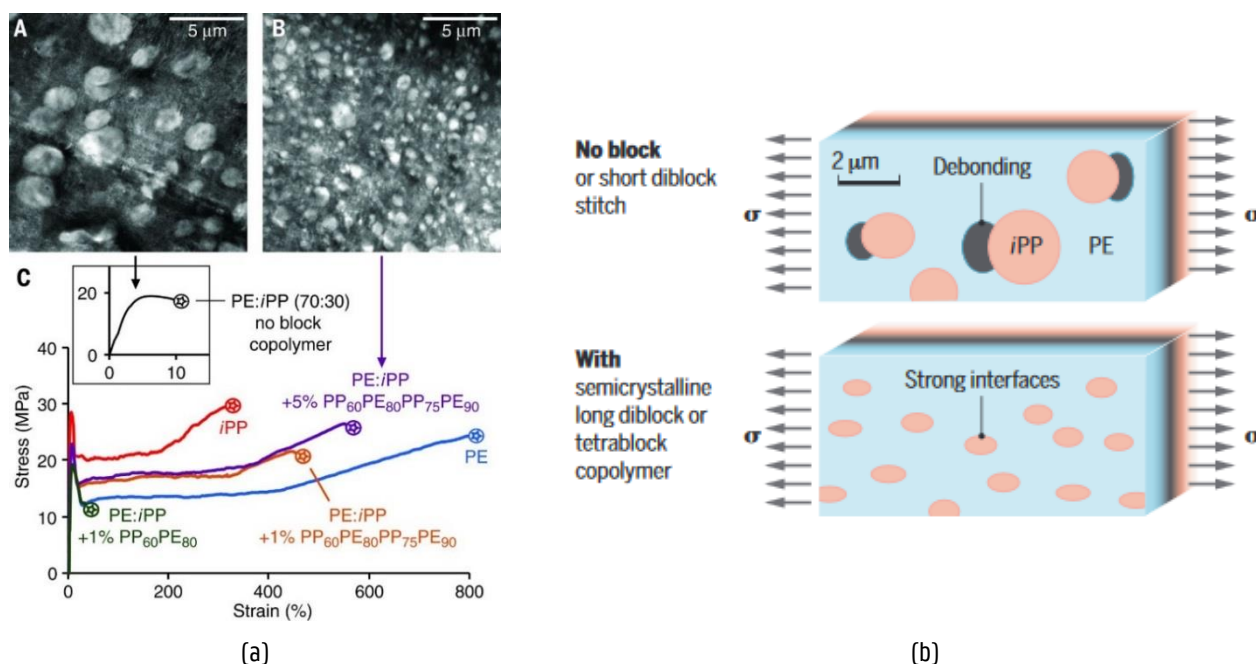 A
5 μm
B
5 μm
C
20
0
0
10
PE:iPP (70:30)
no block
copolymer
40
30
20
10
0
Stress (MPa)
iPP
PE:iPP
+5% PP₆₀PE₈₀PP₇₅PE₉₀
PE
PE:iPP
+1% PP₆₀PE₈₀
PE:iPP
+1% PP₆₀PE₈₀PP₇₅PE₉₀
0
200
400
600
800
Strain (%)
(a)
No block
or short diblock
stitch
2 μm
Debonding
σ
iPP
PE
σ
With
semicrystalline
long diblock or
tetrablock
copolymer
Strong interfaces
σ
σ
(b)